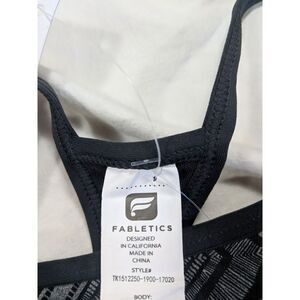 S
FABLETICS
DESIGNED
IN CALIFORNIA
MADE IN
CHINA
STYLE#
TK1512250-1900-17020
BODY: